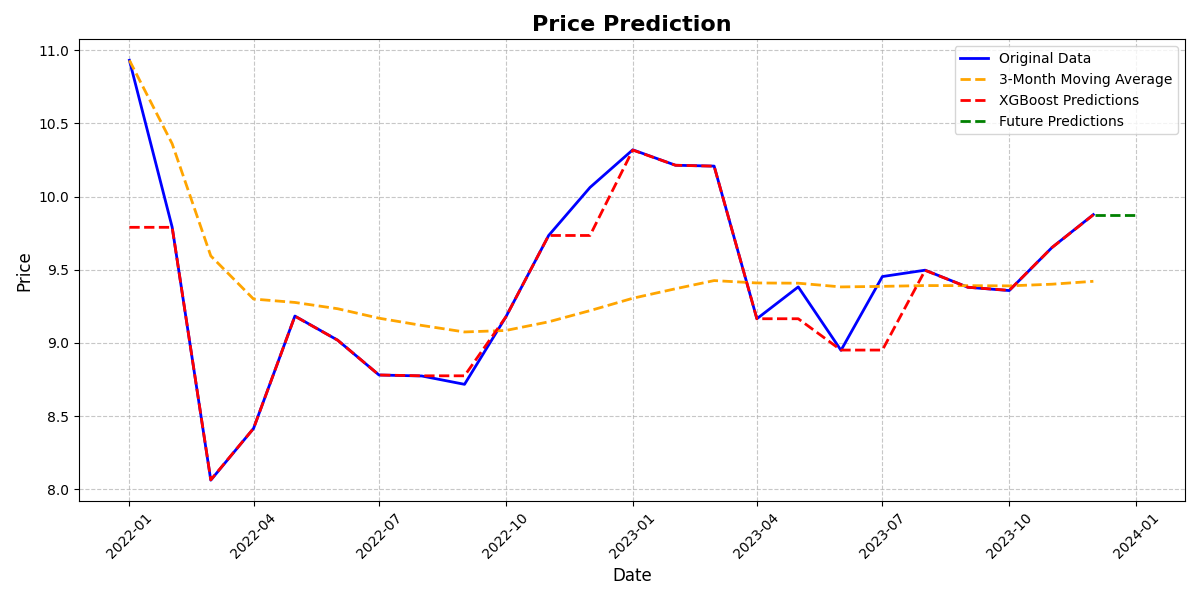 Price Prediction
Original Data
3-Month Moving Average
XGBoost Predictions
Future Predictions
Price
11.0
10.5
10.0
9.5
9.0
8.5
8.0
2022-01
2022-04
2022-07
2022-10
2023-01
2023-04
2023-07
2023-10
2024-01
Date